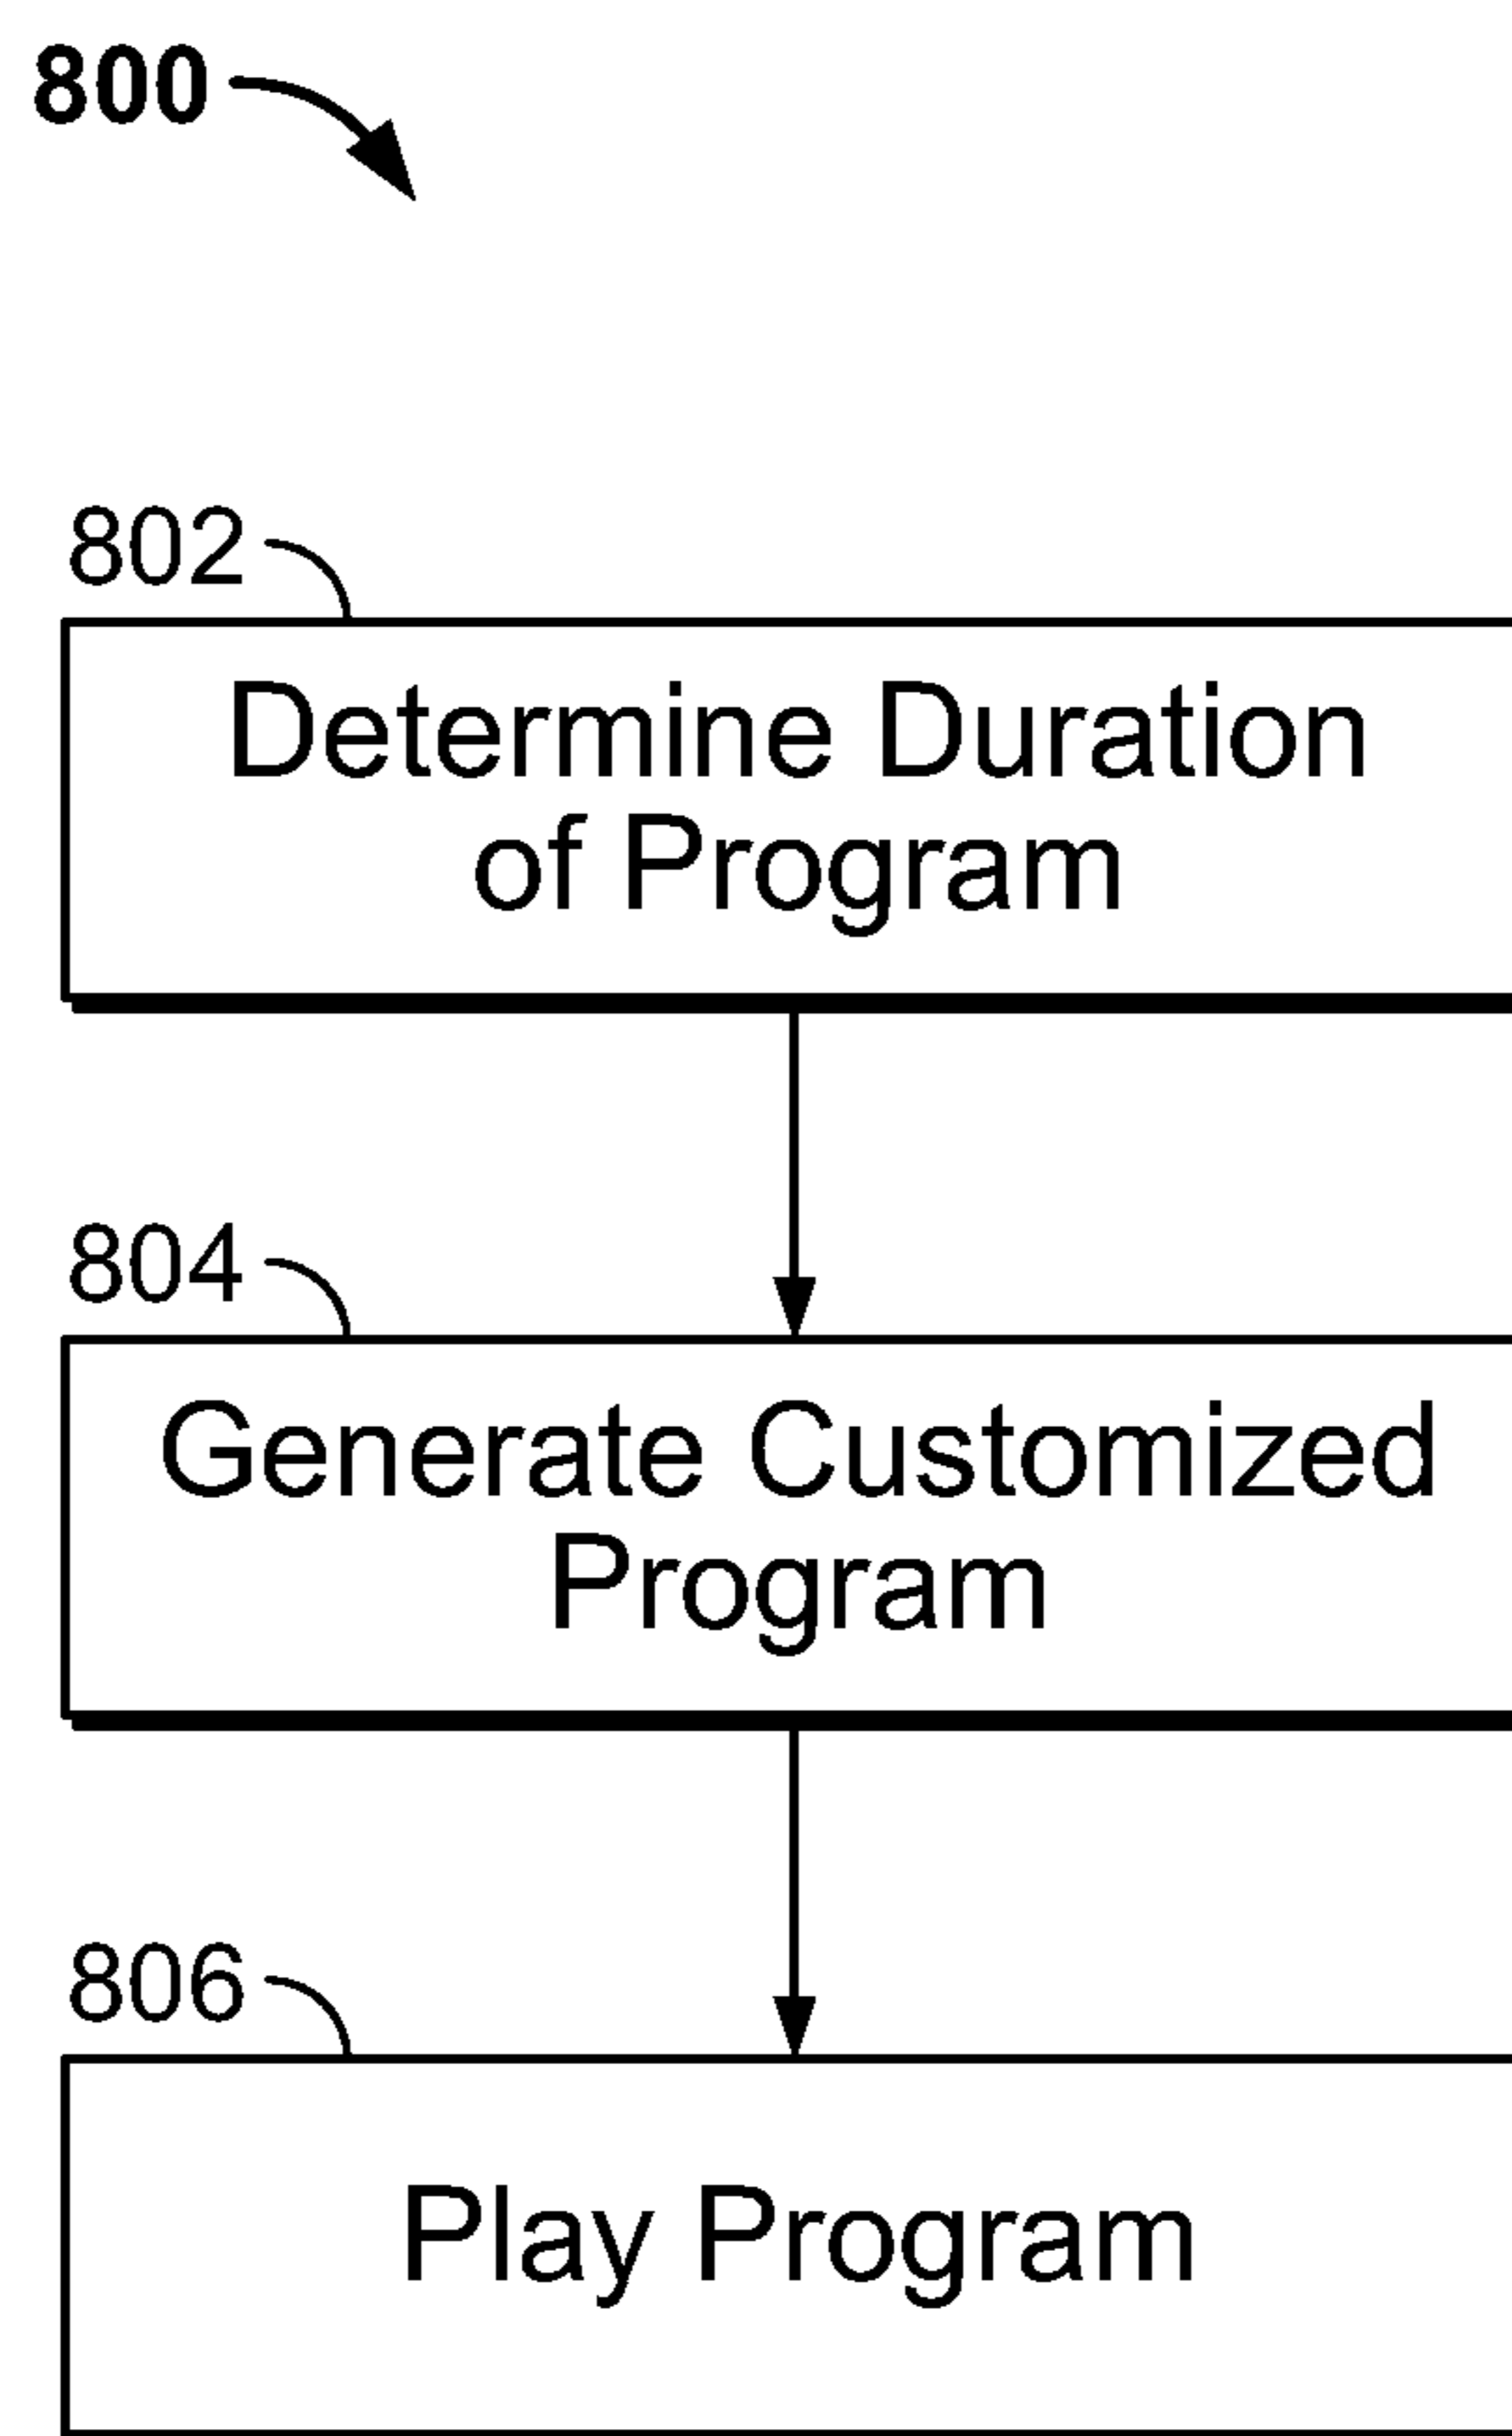 800
802
Determine Duration
of Program
804
Generate Customized
Program
806
Play Program